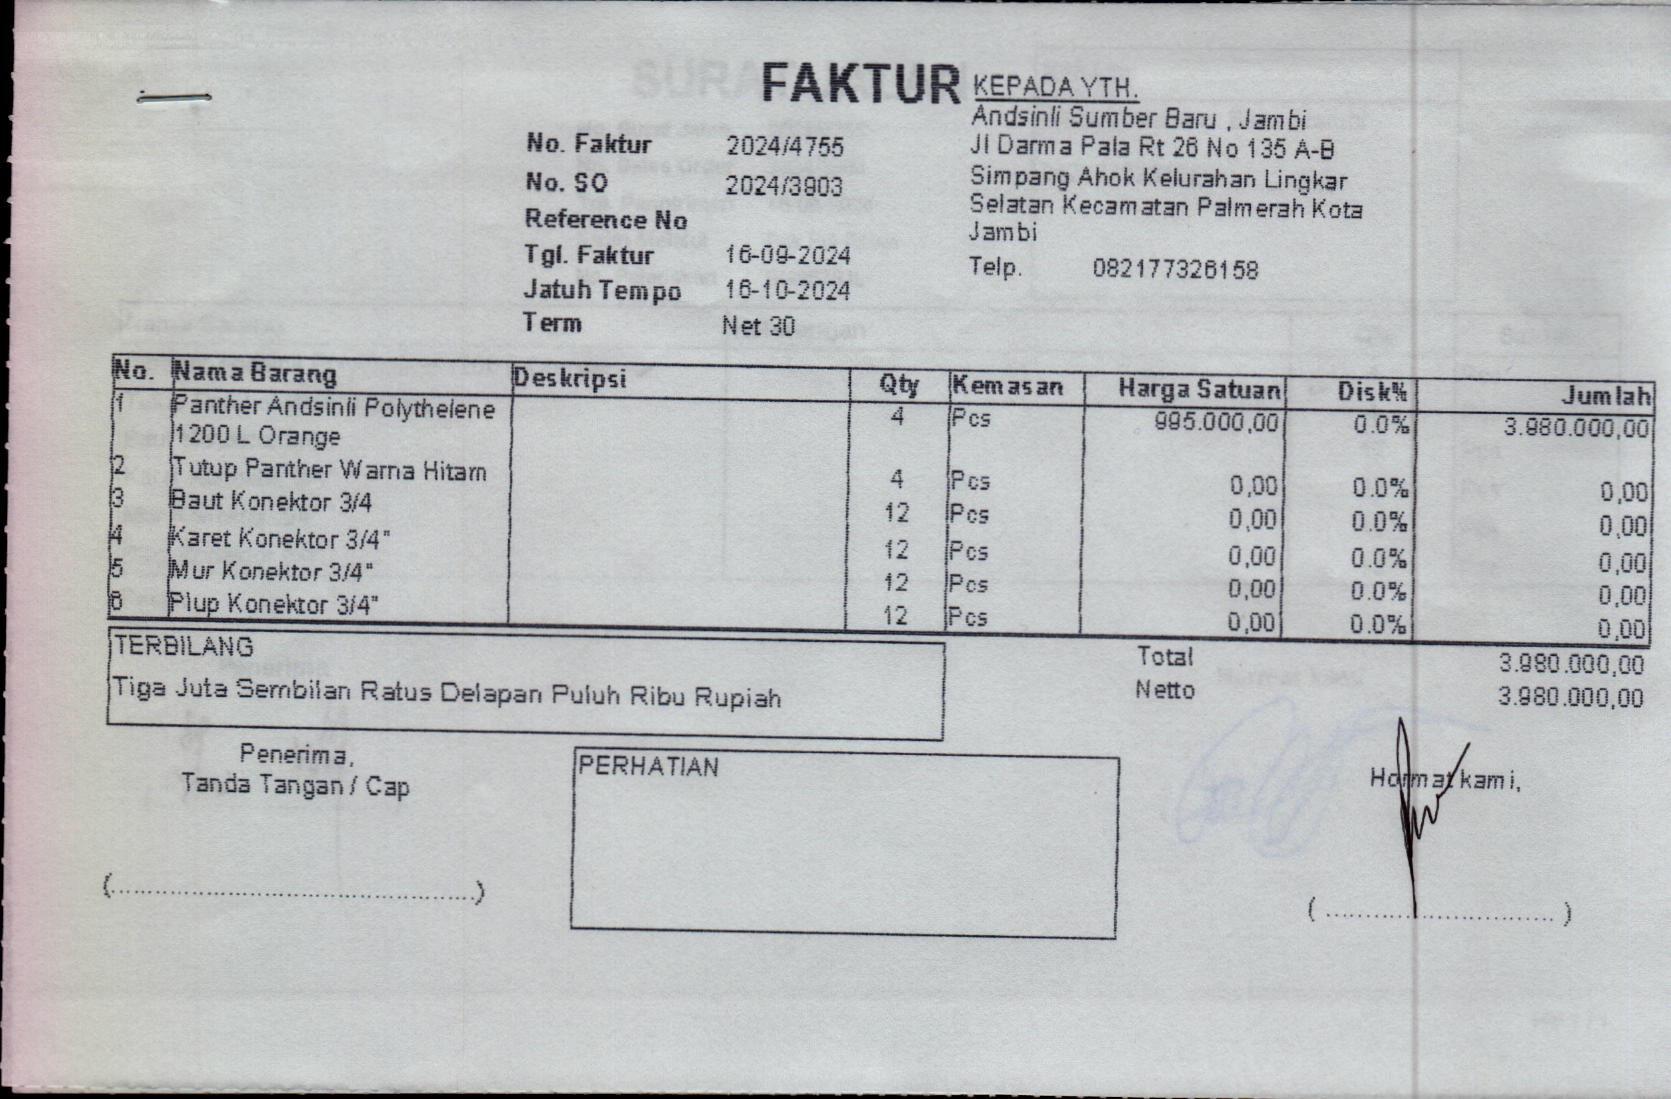 FAKTUR
KEPADA YTH.
Andsinli Sumber Baru , Jambi
Jl Darma Pala Rt 26 No 135 A-B
Simpang Ahok Kelurahan Lingkar
Selatan Kecamatan Palmerah Kota
Jambi
Telp. 082177326158
No. Faktur 2024/4755
No. SO 2024/3903
Reference No
Tgl. Faktur 16-09-2024
Jatuh Tempo 16-10-2024
Term Net 30
No. Nama Barang Deskripsi Qty Kemasan Harga Satuan Disk% Jumlah
1 Panther Andsinli Polythelene 4 Pcs 995.000,00 0.0% 3.980.000,00
1200 L Orange
2 Tutup Panther Warna Hitam 4 Pcs 0,00 0.0% 0,00
3 Baut Konektor 3/4 12 Pcs 0,00 0.0% 0,00
4 Karet Konektor 3/4" 12 Pcs 0,00 0.0% 0,00
5 Mur Konektor 3/4" 12 Pcs 0,00 0.0% 0,00
6 Plup Konektor 3/4" 12 Pcs 0,00 0.0% 0,00
TERBILANG
Tiga Juta Sembilan Ratus Delapan Puluh Ribu Rupiah
Total 3.980.000,00
Netto 3.980.000,00
Penerima,
Tanda Tangan / Cap
PERHATIAN
Hormat kami,
(..........................................................)
( .................................... )